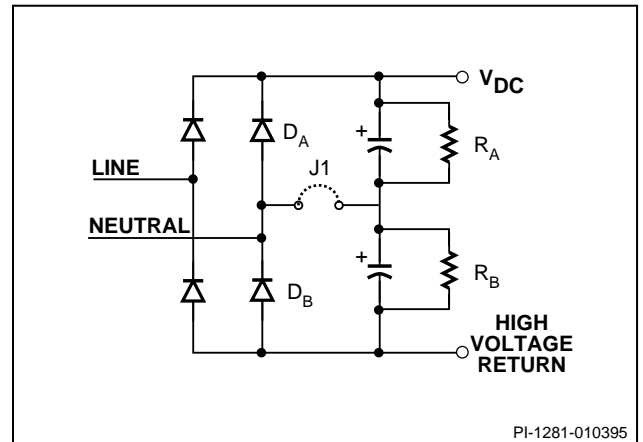 V_DC
D_A
+
R_A
J1
LINE
NEUTRAL
+
D_B
R_B
HIGH
VOLTAGE
RETURN
PI-1281-010395